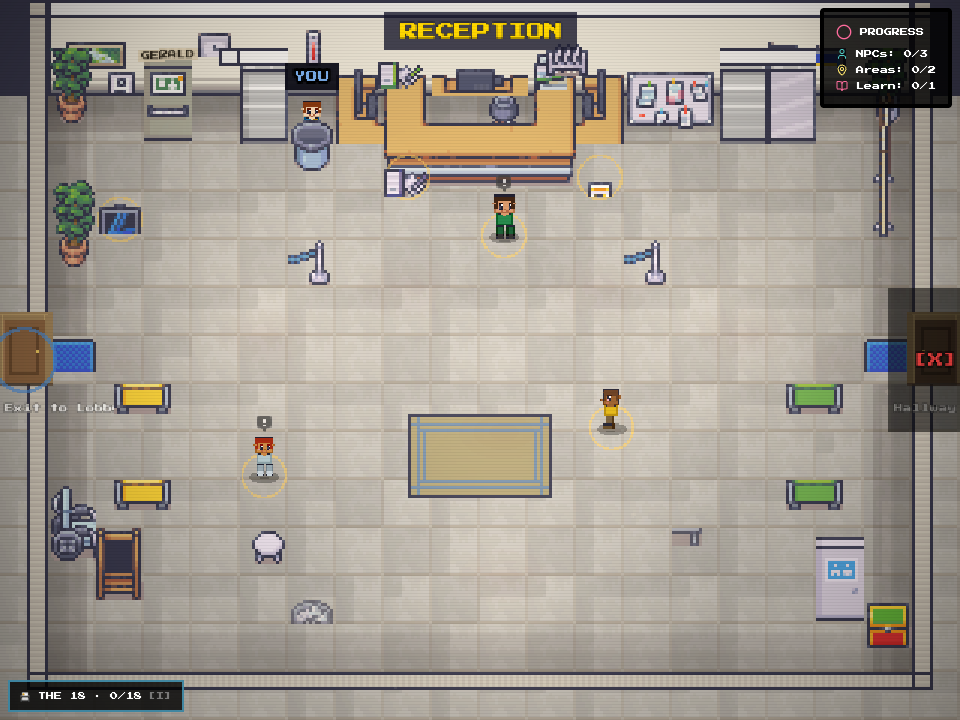 RECEPTION
PROGRESS
GERALD
NPCs: 0/3
YOU
Areas: 0/2
Learn: 0/1
!
[X]
Exit to Lobb
Hallway
!
THE 18 · 0/18 [I]